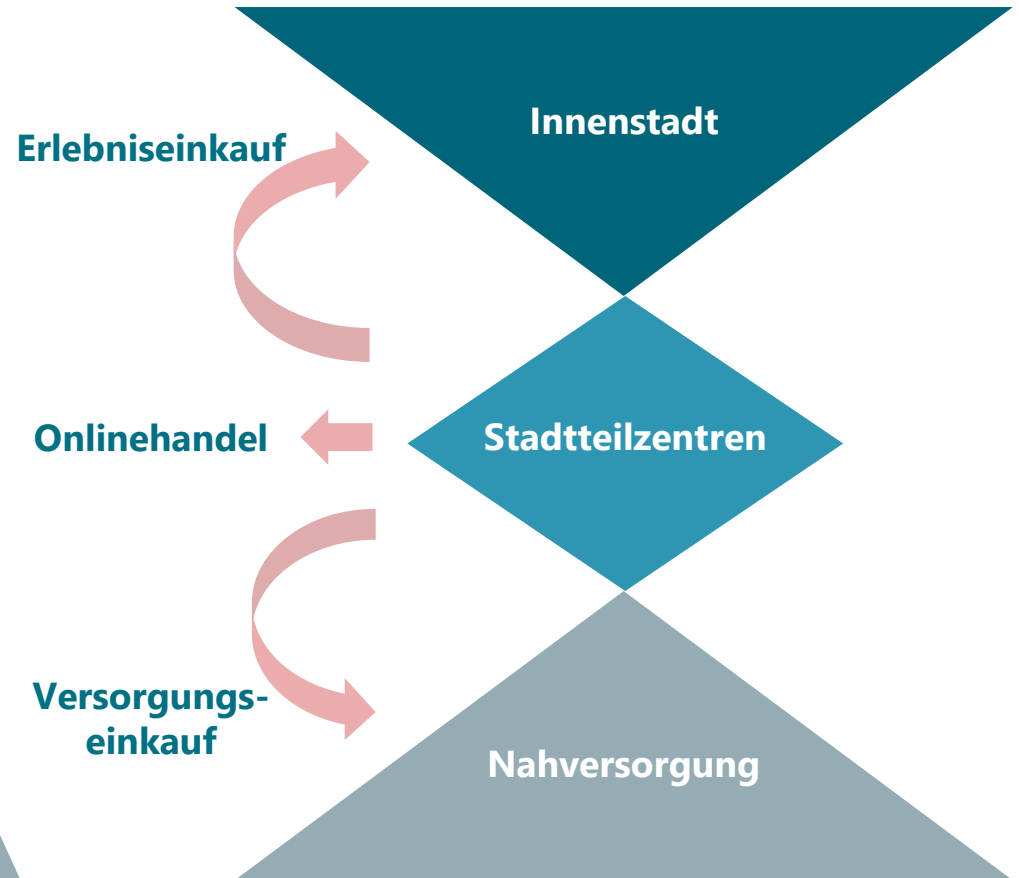 Innenstadt
Erlebniseinkauf
Onlinehandel
Stadtteilzentren
Versorgungs-
einkauf
Nahversorgung